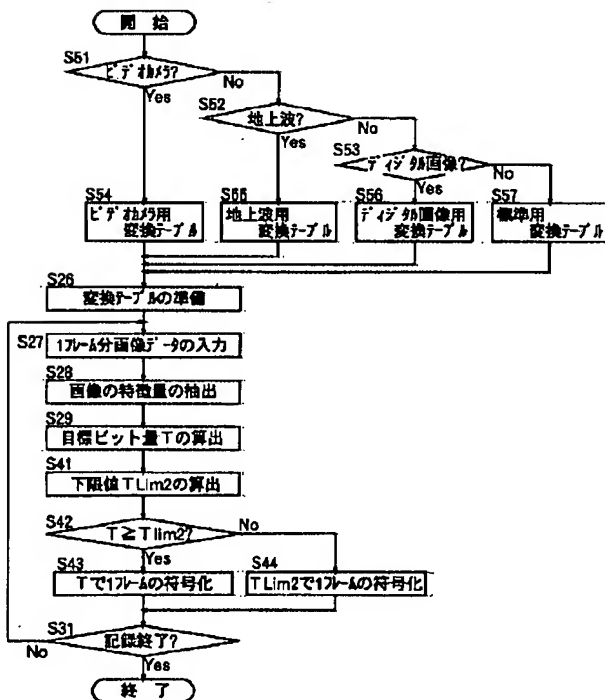 開 始
S51
ビデオカメラ?
No
Yes
S52
地上波?
No
Yes
S53
ディジタル画像?
No
Yes
S54
ビデオカメラ用
変換テーブル
S55
地上波用
変換テーブル
S56
ディジタル画像用
変換テーブル
S57
標準用
変換テーブル
S26
変換テーブルの準備
S27
1フレーム分画像データの入力
S28
画像の特徴量の抽出
S29
目標ビット量Tの算出
S41
下限値TLim2の算出
S42
T≧Tlim2?
No
Yes
S43
Tで1フレームの符号化
S44
TLim2で1フレームの符号化
S31
記録終了?
No
Yes
終 了